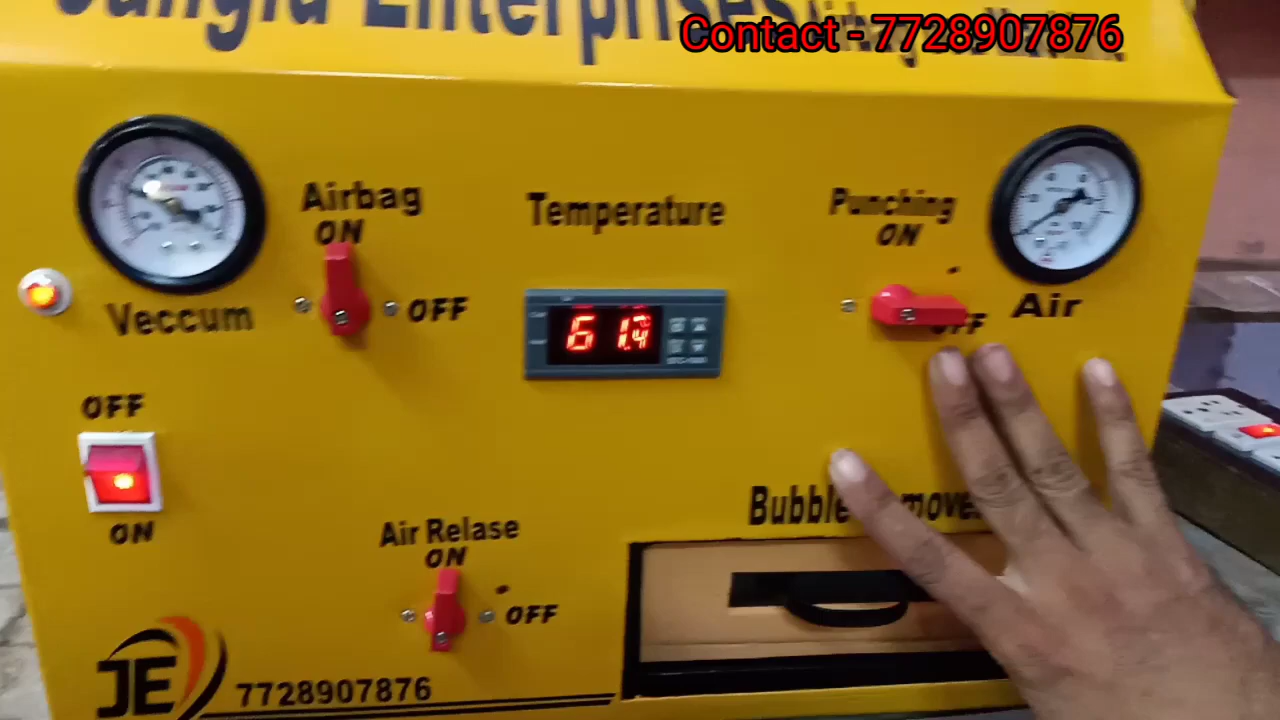 Jangid Enterprises
Contact - 7728907876
Airbag
ON
OFF
Temperature
61.4
Punching
ON
OFF
Air
Veccum
OFF
ON
Air Relase
ON
OFF
Bubble
JE
7728907876